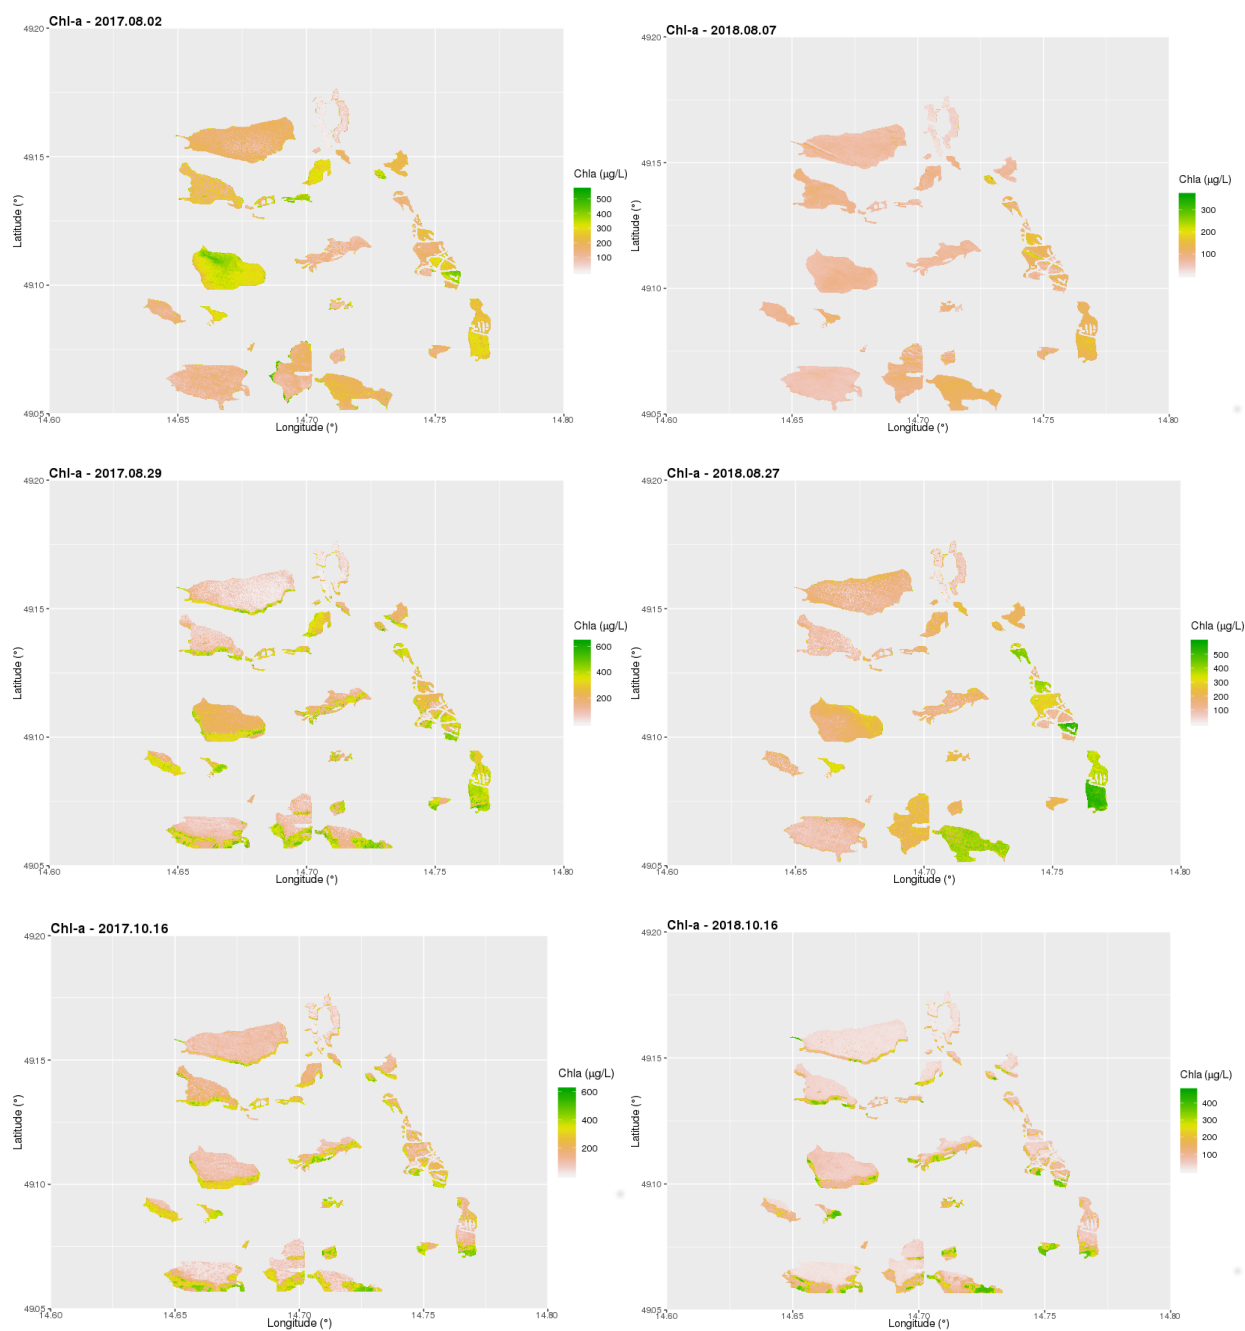 Chl-a - 2017.08.02
4920
4915
4910
4905
Latitude (°)
14.60 14.65 14.70 14.75 14.80
Longitude (°)
Chla (μg/L)
500
400
300
200
100
Chl-a - 2018.08.07
4920
4915
4910
4905
Latitude (°)
14.60 14.65 14.70 14.75 14.80
Longitude (°)
Chla (μg/L)
300
200
100
Chl-a - 2017.08.29
4920
4915
4910
4905
Latitude (°)
14.60 14.65 14.70 14.75 14.80
Longitude (°)
Chla (μg/L)
600
400
200
Chl-a - 2018.08.27
4920
4915
4910
4905
Latitude (°)
14.60 14.65 14.70 14.75 14.80
Longitude (°)
Chla (μg/L)
500
400
300
200
100
Chl-a - 2017.10.16
4920
4915
4910
4905
Latitude (°)
14.60 14.65 14.70 14.75 14.80
Longitude (°)
Chla (μg/L)
600
400
200
Chl-a - 2018.10.16
4920
4915
4910
4905
Latitude (°)
14.60 14.65 14.70 14.75 14.80
Longitude (°)
Chla (μg/L)
400
300
200
100